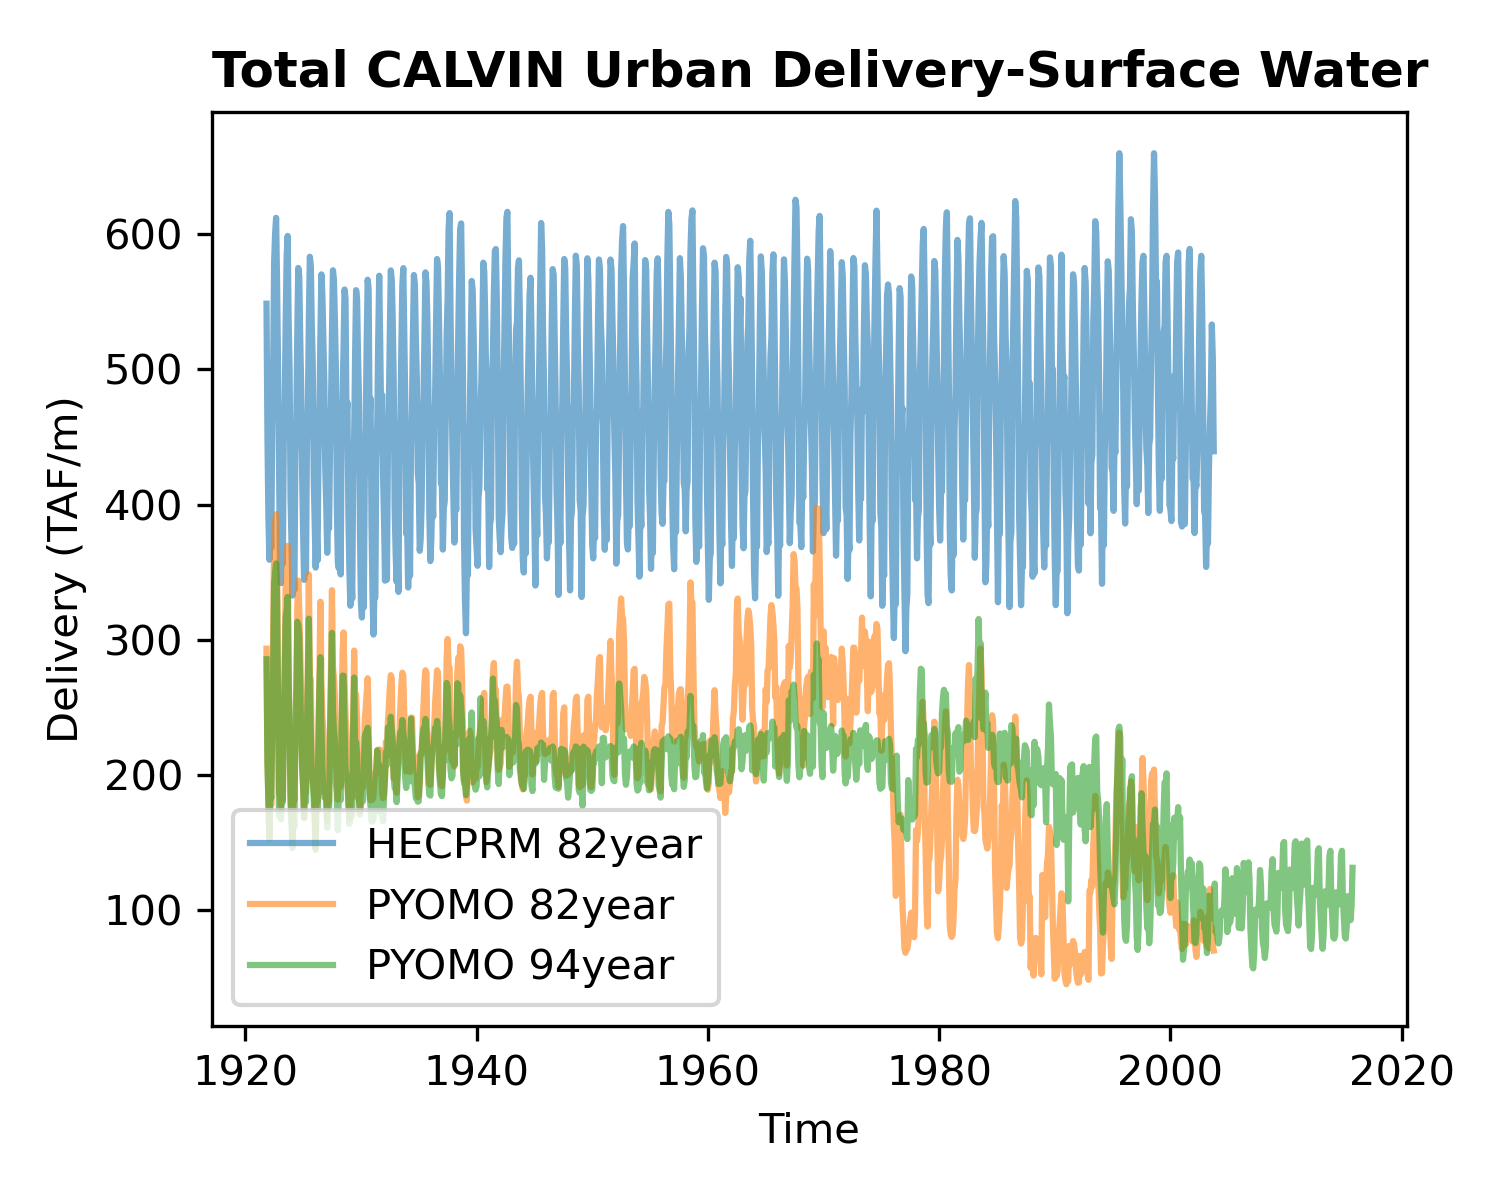 Total CALVIN Urban Delivery-Surface Water
Delivery (TAF/m)
600
500
400
300
200
100
HECPRM 82year
PYOMO 82year
PYOMO 94year
1920 1940 1960 1980 2000 2020
Time